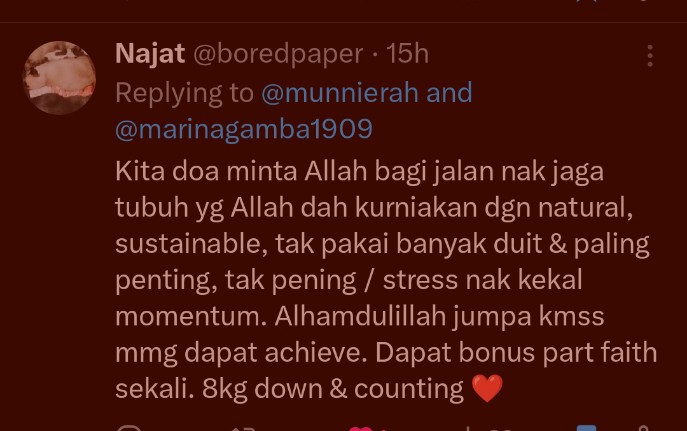 Najat @boredpaper · 15h
Replying to @munnierah and
@marinagamba1909
Kita doa minta Allah bagi jalan nak jaga
tubuh yg Allah dah kurniakan dgn natural,
sustainable, tak pakai banyak duit & paling
penting, tak pening / stress nak kekal
momentum. Alhamdulillah jumpa kmss
mmg dapat achieve. Dapat bonus part faith
sekali. 8kg down & counting ❤️